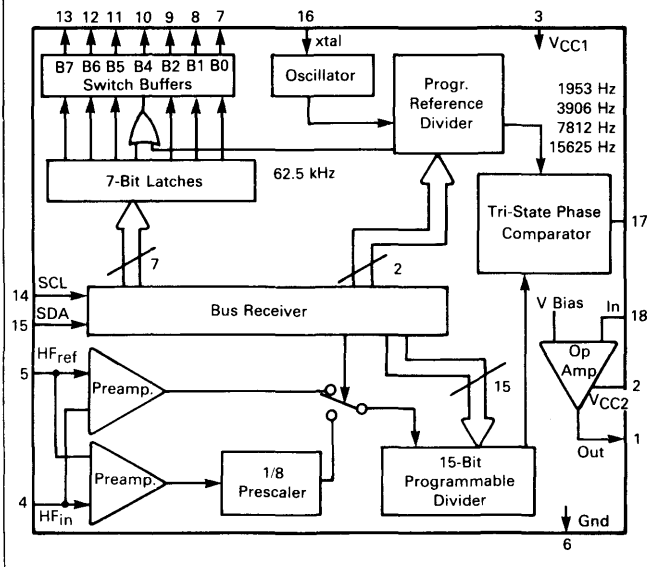 13 12 11 10 9 8 7 16 3
xtal
VCC1
B7 B6 B5 B4 B2 B1 B0
Switch Buffers
Oscillator
Progr.
Reference
Divider
1953 Hz
3906 Hz
7812 Hz
15625 Hz
7-Bit Latches
62.5 kHz
Tri-State Phase
Comparator
17
7
2
14 SCL
Bus Receiver
15 SDA
V Bias
In
18
5 HFref
Preamp.
15
Op
Amp
2
VCC2
1
Out
Preamp.
1/8
Prescaler
15-Bit
Programmable
Divider
4
HFin
Gnd
6